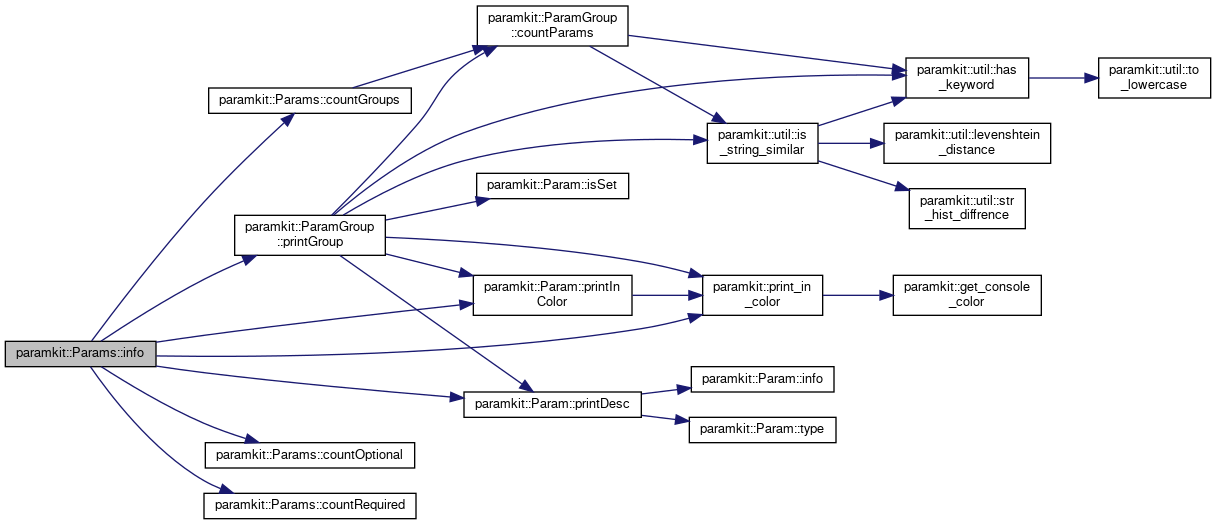 paramkit::ParamGroup
::countParams
paramkit::util::has
_keyword
paramkit::util::to
_lowercase
paramkit::Params::countGroups
paramkit::util::is
_string_similar
paramkit::util::levenshtein
_distance
paramkit::Param::isSet
paramkit::util::str
_hist_diffrence
paramkit::ParamGroup
::printGroup
paramkit::Param::printIn
Color
paramkit::print_in
_color
paramkit::get_console
_color
paramkit::Params::info
paramkit::Param::info
paramkit::Param::printDesc
paramkit::Param::type
paramkit::Params::countOptional
paramkit::Params::countRequired